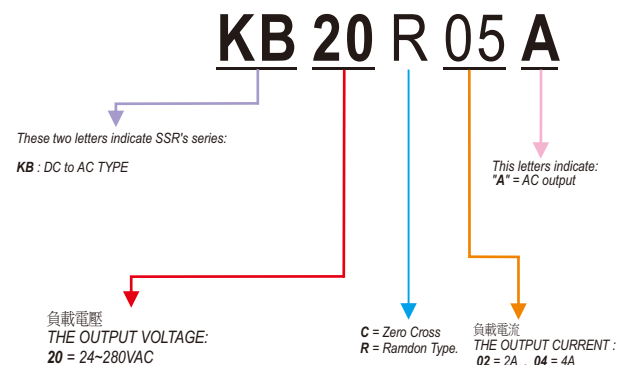 KB 20 R 05 A
These two letters indicate SSR's series:
KB : DC to AC TYPE
This letters indicate:
"A" = AC output
負載電壓
THE OUTPUT VOLTAGE:
20 = 24~280VAC
C = Zero Cross
R = Ramdon Type.
負載電流
THE OUTPUT CURRENT :
02 = 2A , 04 = 4A